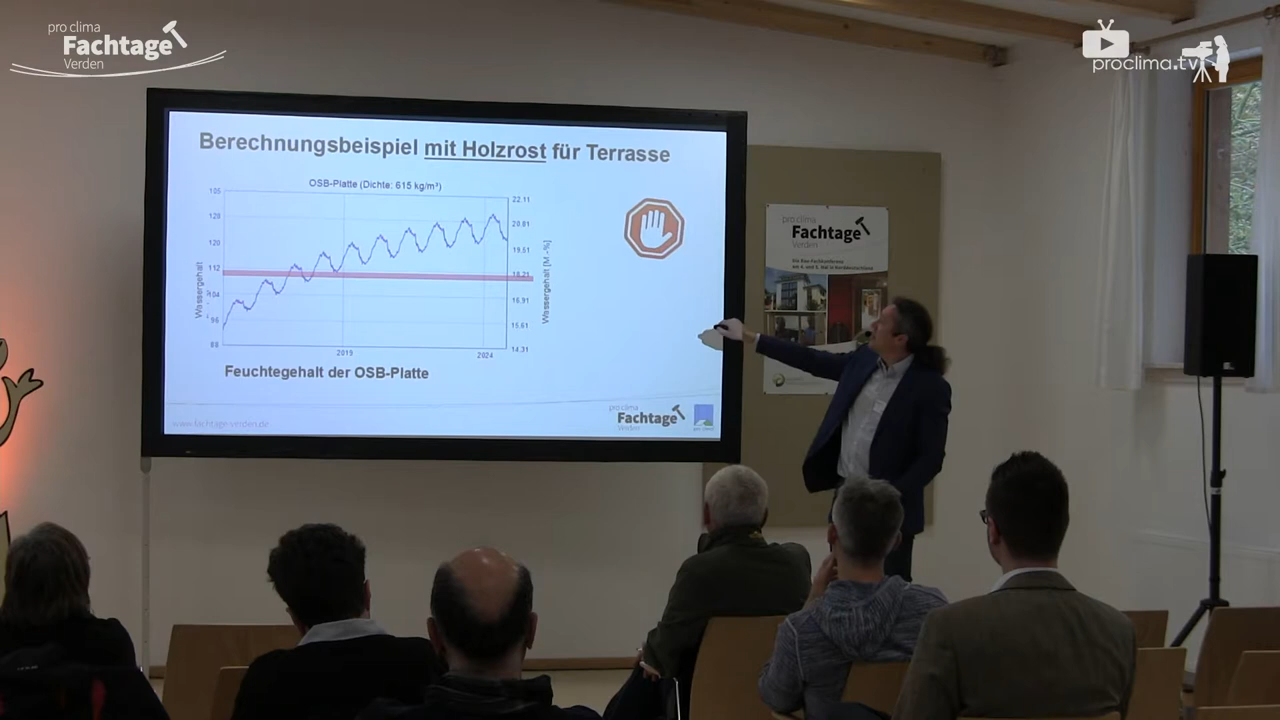 pro clima
Fachtage
Verden
proclima.tv
Berechnungsbeispiel mit Holzrost für Terrasse
OSB-Platte (Dichte: 615 kg/m³)
105
128
120
112
104
96
88
Wassergehalt
22.11
20.81
19.51
18.21
16.91
15.61
14.31
Wassergehalt [M.-%]
2019
2024
Feuchtegehalt der OSB-Platte
www.fachtage-verden.de
pro clima
Fachtage
Verden
pro clima
pro clima
Fachtage
Verden